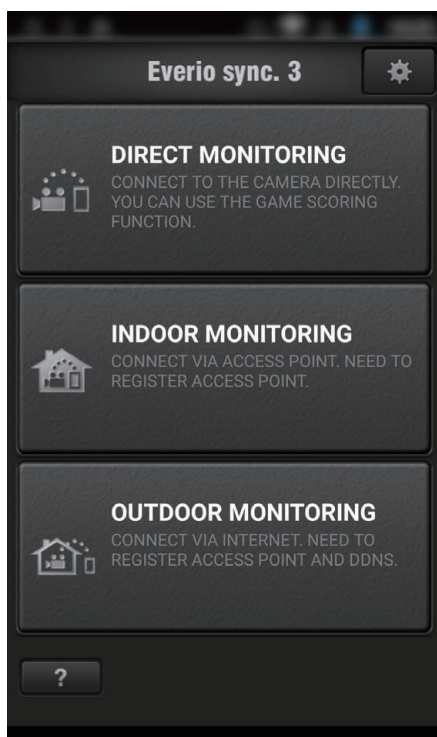 Everio sync. 3
DIRECT MONITORING
CONNECT TO THE CAMERA DIRECTLY.
YOU CAN USE THE GAME SCORING
FUNCTION.
INDOOR MONITORING
CONNECT VIA ACCESS POINT. NEED TO
REGISTER ACCESS POINT.
OUTDOOR MONITORING
CONNECT VIA INTERNET. NEED TO
REGISTER ACCESS POINT AND DDNS.
?